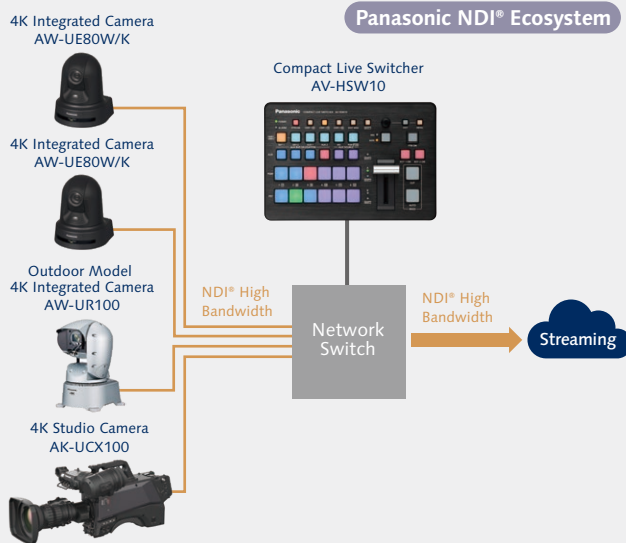 Panasonic NDI® Ecosystem
4K Integrated Camera
AW-UE80W/K
4K Integrated Camera
AW-UE80W/K
Outdoor Model
4K Integrated Camera
AW-UR100
4K Studio Camera
AK-UCX100
Compact Live Switcher
AV-HSW10
Panasonic
NDI® High
Bandwidth
Network
Switch
NDI® High
Bandwidth
Streaming